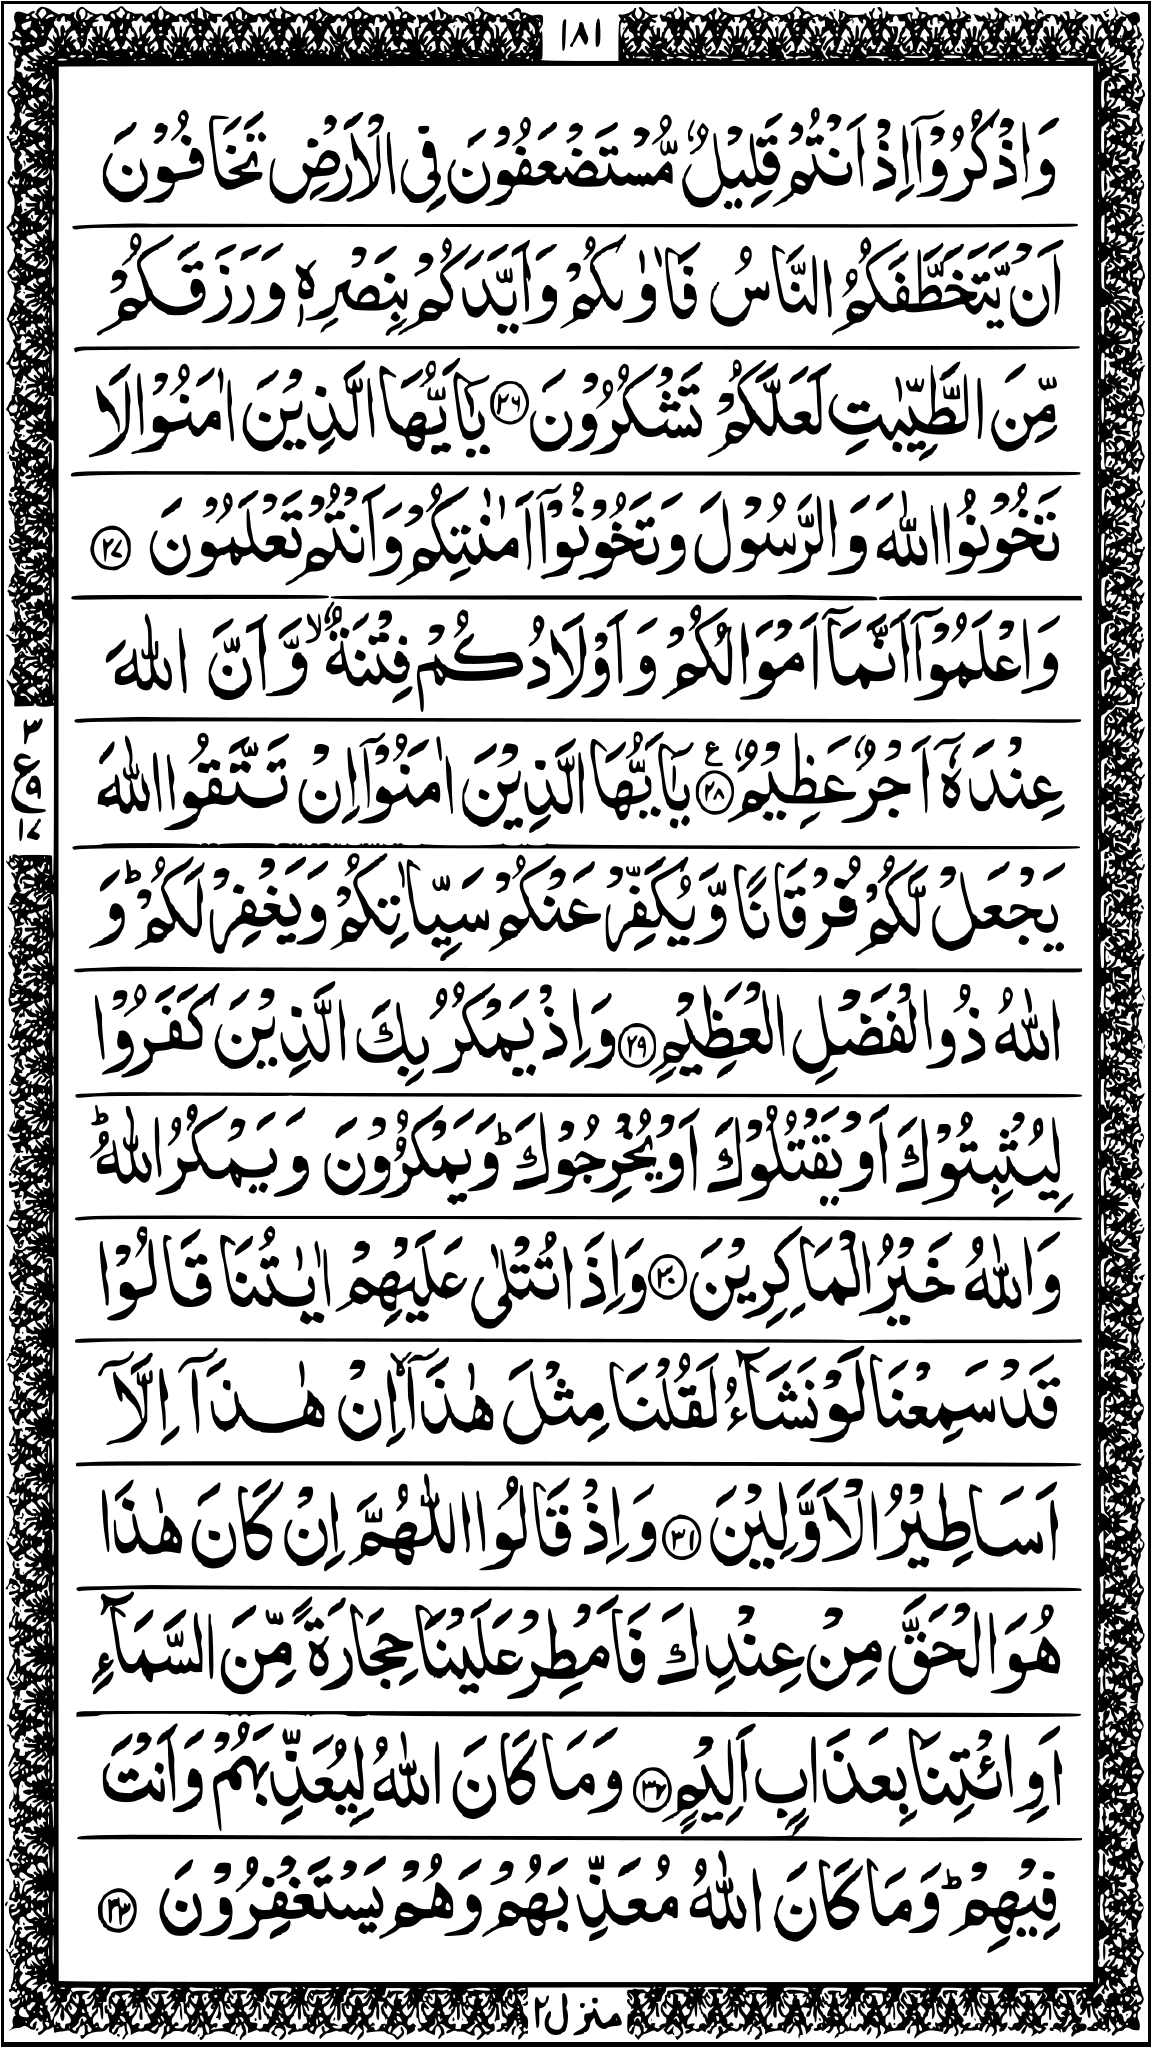 ١٨١
وَاذْكُرُوْٓا اِذْ اَنْتُمْ قَلِيْلٌ مُّسْتَضْعَفُوْنَ فِي الْاَرْضِ تَخَافُوْنَ
اَنْ يَّتَخَطَّفَكُمُ النَّاسُ فَاٰوٰىكُمْ وَاَيَّدَكُمْ بِنَصْرِهٖ وَرَزَقَكُمْ
مِّنَ الطَّيِّبٰتِ لَعَلَّكُمْ تَشْكُرُوْنَ ﴿٢٦﴾ يٰٓاَيُّهَا الَّذِيْنَ اٰمَنُوْا لَا
تَخُوْنُوا اللّٰهَ وَالرَّسُوْلَ وَتَخُوْنُوْٓا اَمٰنٰتِكُمْ وَاَنْتُمْ تَعْلَمُوْنَ ﴿٢٧﴾
وَاعْلَمُوْٓا اَنَّمَآ اَمْوَالُكُمْ وَاَوْلَادُكُمْ فِتْنَةٌ ۙ وَّاَنَّ اللّٰهَ
عِنْدَهٗٓ اَجْرٌ عَظِيْمٌ ﴿٢٨﴾ ع يٰٓاَيُّهَا الَّذِيْنَ اٰمَنُوْٓا اِنْ تَتَّقُوا اللّٰهَ
٣
ع ٩
١٧
يَجْعَلْ لَّكُمْ فُرْقَانًا وَّيُكَفِّرْ عَنْكُمْ سَيِّاٰتِكُمْ وَيَغْفِرْ لَكُمْ ؕ وَ
اللّٰهُ ذُو الْفَضْلِ الْعَظِيْمِ ﴿٢٩﴾ وَاِذْ يَمْكُرُ بِكَ الَّذِيْنَ كَفَرُوْا
لِيُثْبِتُوْكَ اَوْ يَقْتُلُوْكَ اَوْ يُخْرِجُوْكَ ؕ وَيَمْكُرُوْنَ وَيَمْكُرُ اللّٰهُ ؕ
وَاللّٰهُ خَيْرُ الْمَاكِرِيْنَ ﴿٣٠﴾ وَاِذَا تُتْلٰى عَلَيْهِمْ اٰيٰتُنَا قَالُوْا
قَدْ سَمِعْنَا لَوْ نَشَآءُ لَقُلْنَا مِثْلَ هٰذَآ ۙ اِنْ هٰذَآ اِلَّآ
اَسَاطِيْرُ الْاَوَّلِيْنَ ﴿٣١﴾ وَاِذْ قَالُوا اللّٰهُمَّ اِنْ كَانَ هٰذَا
هُوَ الْحَقَّ مِنْ عِنْدِكَ فَاَمْطِرْ عَلَيْنَا حِجَارَةً مِّنَ السَّمَآءِ
اَوِ ائْتِنَا بِعَذَابٍ اَلِيْمٍ ﴿٣٢﴾ وَمَا كَانَ اللّٰهُ لِيُعَذِّبَهُمْ وَاَنْتَ
فِيْهِمْ ؕ وَمَا كَانَ اللّٰهُ مُعَذِّبَهُمْ وَهُمْ يَسْتَغْفِرُوْنَ ﴿٣٣﴾
منزل ٢